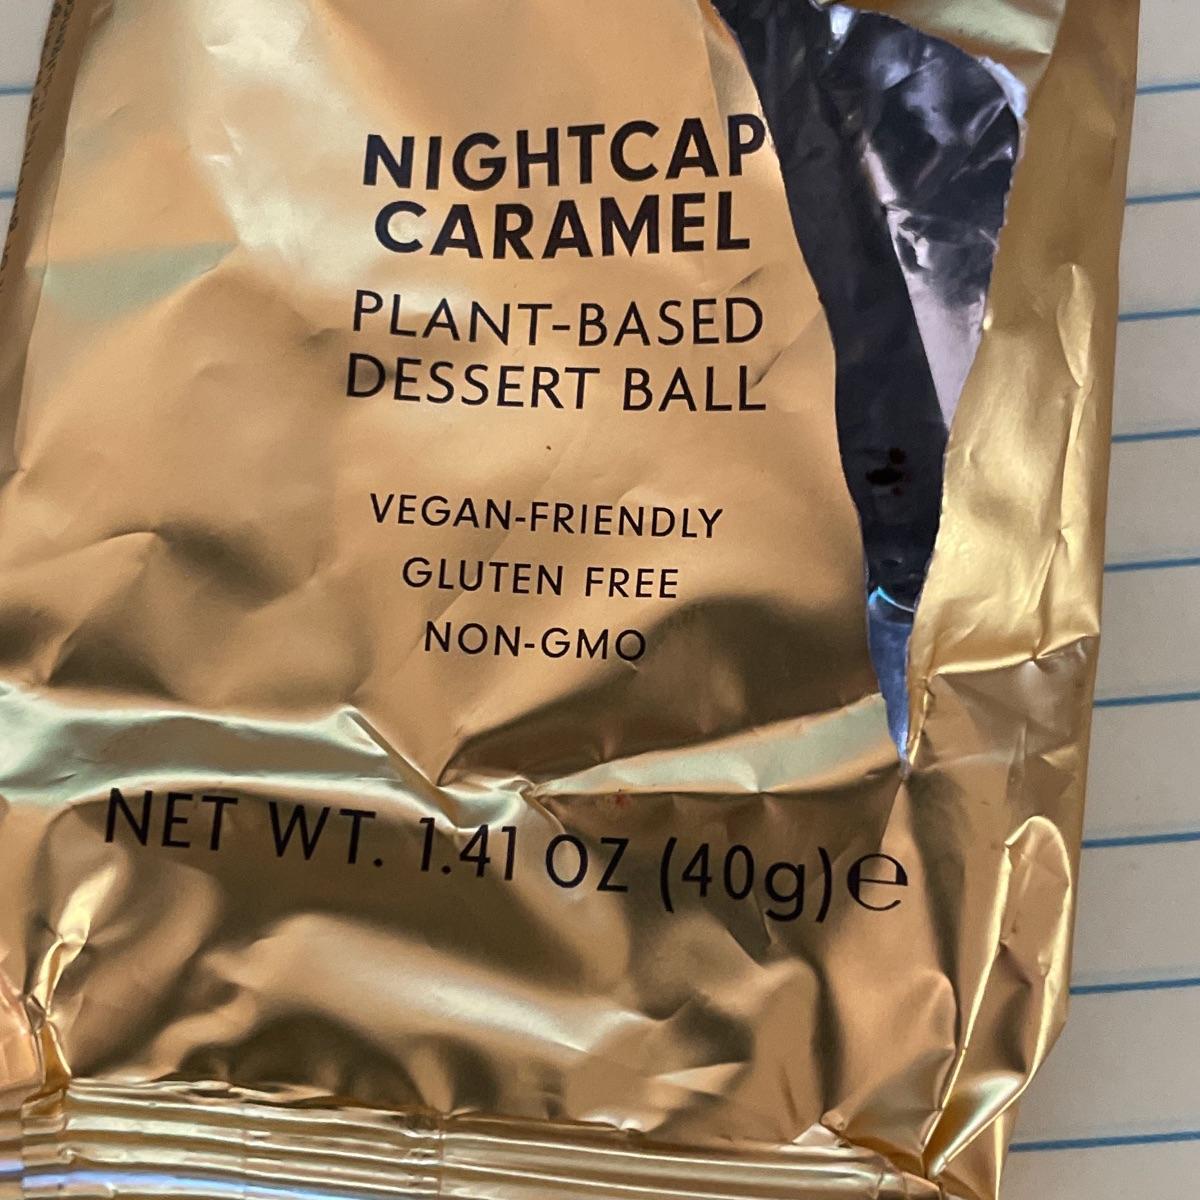 NIGHTCAP
CARAMEL
PLANT-BASED
DESSERT BALL
VEGAN-FRIENDLY
GLUTEN FREE
NON-GMO
NET WT. 1.41 OZ (40g)℮